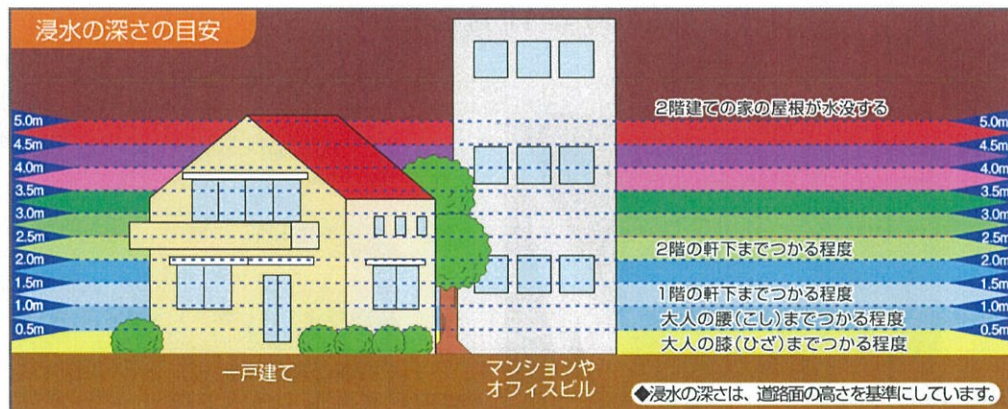 浸水の深さの目安
2階建ての家の屋根が水没する
5.0m
4.5m
4.0m
3.5m
3.0m
2.5m
2.0m
1.5m
1.0m
0.5m
5.0m
4.5m
4.0m
3.5m
3.0m
2.5m
2.0m
1.5m
1.0m
0.5m
2階の軒下までつかる程度
1階の軒下までつかる程度
大人の腰(こし)までつかる程度
大人の膝(ひざ)までつかる程度
一戸建て
マンションや
オフィスビル
◆浸水の深さは、道路面の高さを基準にしています。